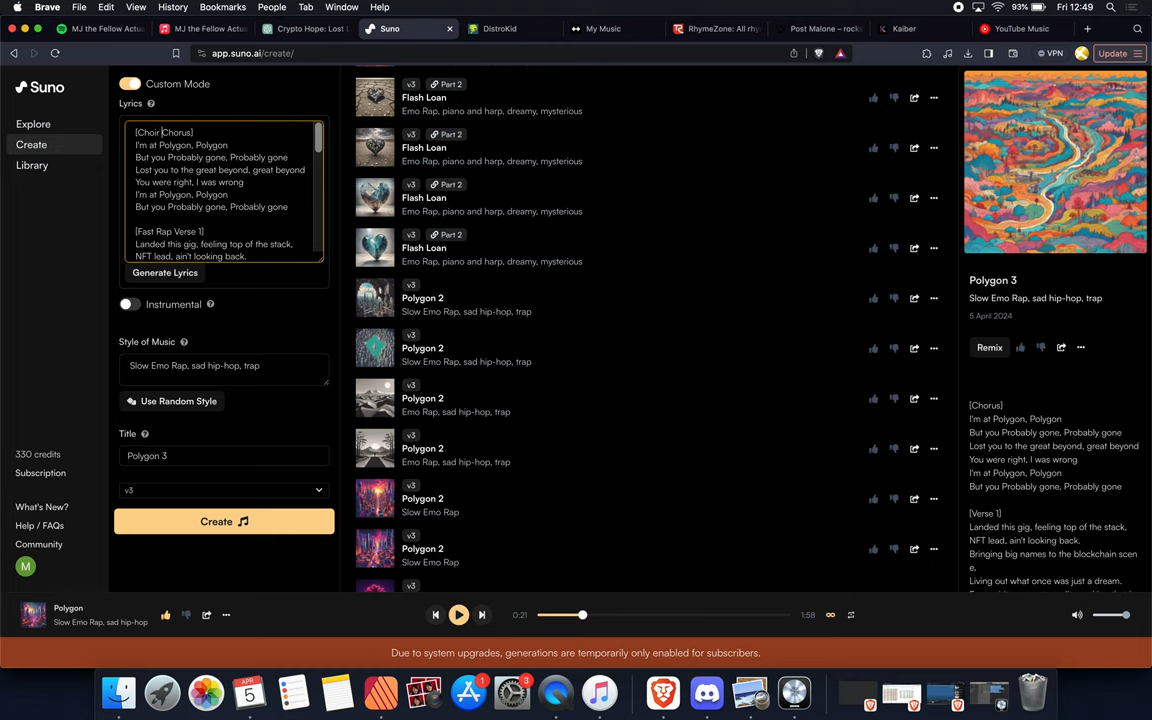 Brave File Edit View History Bookmarks People Tab Window Help
93% Fri 12:49
MJ the Fellow Actu
MJ the Fellow Actua
Crypto Hope: Lost L
Suno
DistroKid
My Music
RhymeZone: All rhy
Post Malone – rocks
Kaiber
YouTube Music
app.suno.ai/create/
VPN
Update
Suno
Explore
Create
Library
330 credits
Subscription
What's New?
Help / FAQs
Community
M
Custom Mode
Lyrics
[Choir Chorus]
I'm at Polygon, Polygon
But you Probably gone, Probably gone
Lost you to the great beyond, great beyond
You were right, I was wrong
I'm at Polygon, Polygon
But you Probably gone, Probably gone
[Fast Rap Verse 1]
Landed this gig, feeling top of the stack,
NFT lead, ain't looking back.
Generate Lyrics
Instrumental
Style of Music
Slow Emo Rap, sad hip-hop, trap
Use Random Style
Title
Polygon 3
v3
Create
v3 Part 2
Flash Loan
Emo Rap, piano and harp, dreamy, mysterious
v3 Part 2
Flash Loan
Emo Rap, piano and harp, dreamy, mysterious
v3 Part 2
Flash Loan
Emo Rap, piano and harp, dreamy, mysterious
v3 Part 2
Flash Loan
Emo Rap, piano and harp, dreamy, mysterious
v3
Polygon 2
Slow Emo Rap, sad hip-hop, trap
v3
Polygon 2
Slow Emo Rap, sad hip-hop, trap
v3
Polygon 2
Emo Rap, sad hip-hop, trap
v3
Polygon 2
Emo Rap, sad hip-hop, trap
v3
Polygon 2
Slow Emo Rap
v3
Polygon 2
Slow Emo Rap
v3
Polygon 3
Slow Emo Rap, sad hip-hop, trap
5 April 2024
Remix
[Chorus]
I'm at Polygon, Polygon
But you Probably gone, Probably gone
Lost you to the great beyond, great beyond
You were right, I was wrong
I'm at Polygon, Polygon
But you Probably gone, Probably gone
[Verse 1]
Landed this gig, feeling top of the stack,
NFT lead, ain't looking back.
Bringing big names to the blockchain scen
e,
Living out what once was just a dream.
Polygon
Slow Emo Rap, sad hip-hop
0:21
1:58
Due to system upgrades, generations are temporarily only enabled for subscribers.
APR
5
1
3